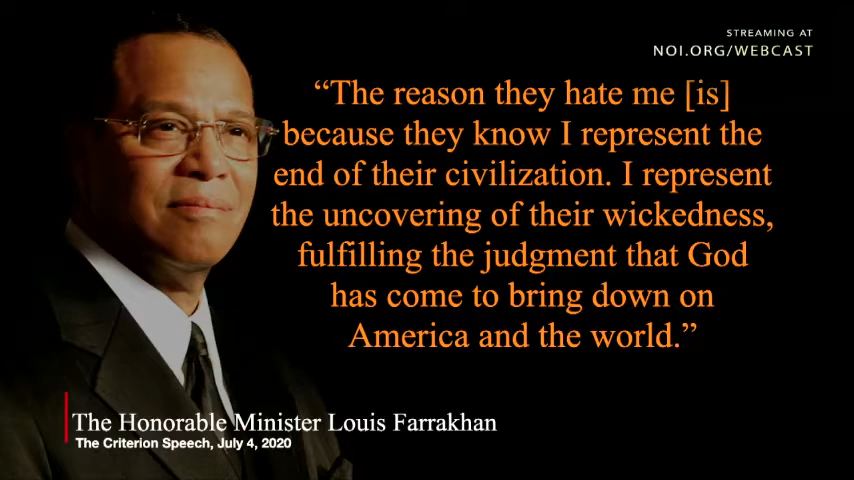 STREAMING AT
NOI.ORG/WEBCAST
“The reason they hate me [is]
because they know I represent the
end of their civilization. I represent
the uncovering of their wickedness,
fulfilling the judgment that God
has come to bring down on
America and the world.”
The Honorable Minister Louis Farrakhan
The Criterion Speech, July 4, 2020